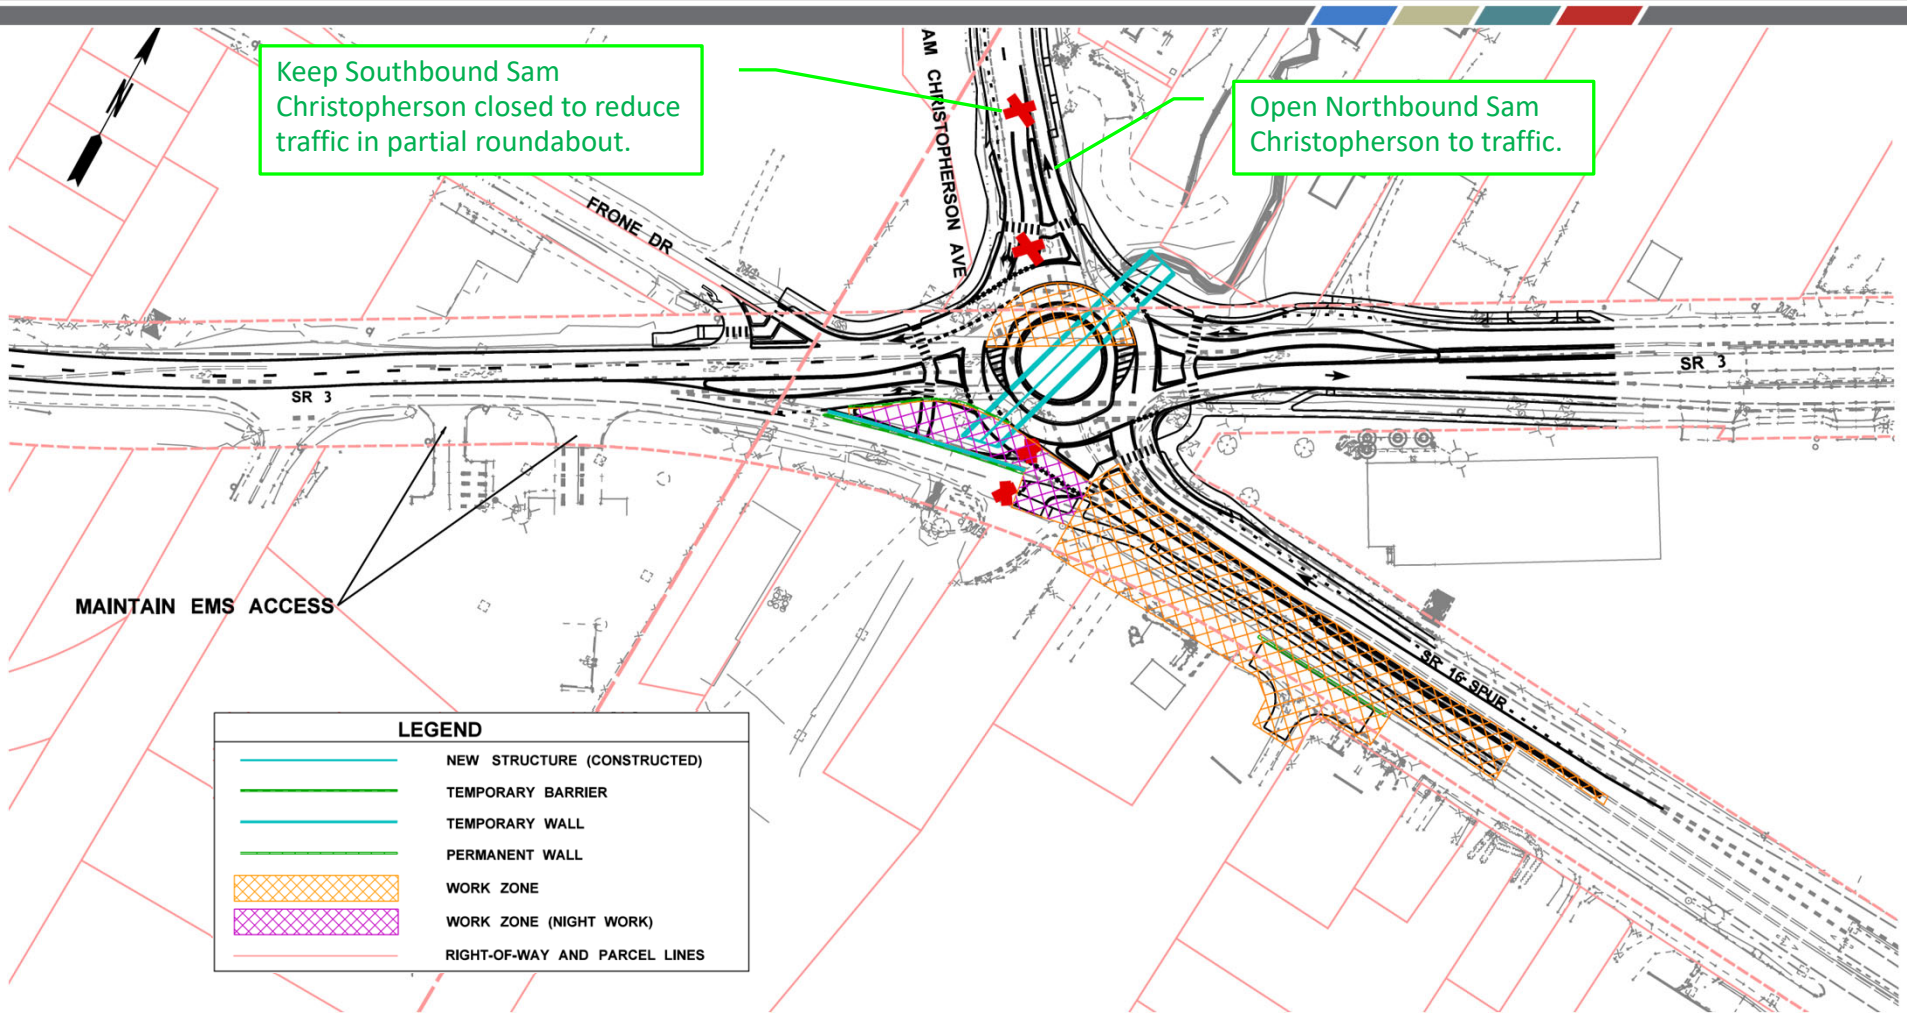 N
Keep Southbound Sam
Christopherson closed to reduce
traffic in partial roundabout.
AM CHRISTOPHERSON AVE
Open Northbound Sam
Christopherson to traffic.
FRONE DR
SR 3
SR 3
MAINTAIN EMS ACCESS
SR 16 SPUR
LEGEND
NEW STRUCTURE (CONSTRUCTED)
TEMPORARY BARRIER
TEMPORARY WALL
PERMANENT WALL
WORK ZONE
WORK ZONE (NIGHT WORK)
RIGHT-OF-WAY AND PARCEL LINES